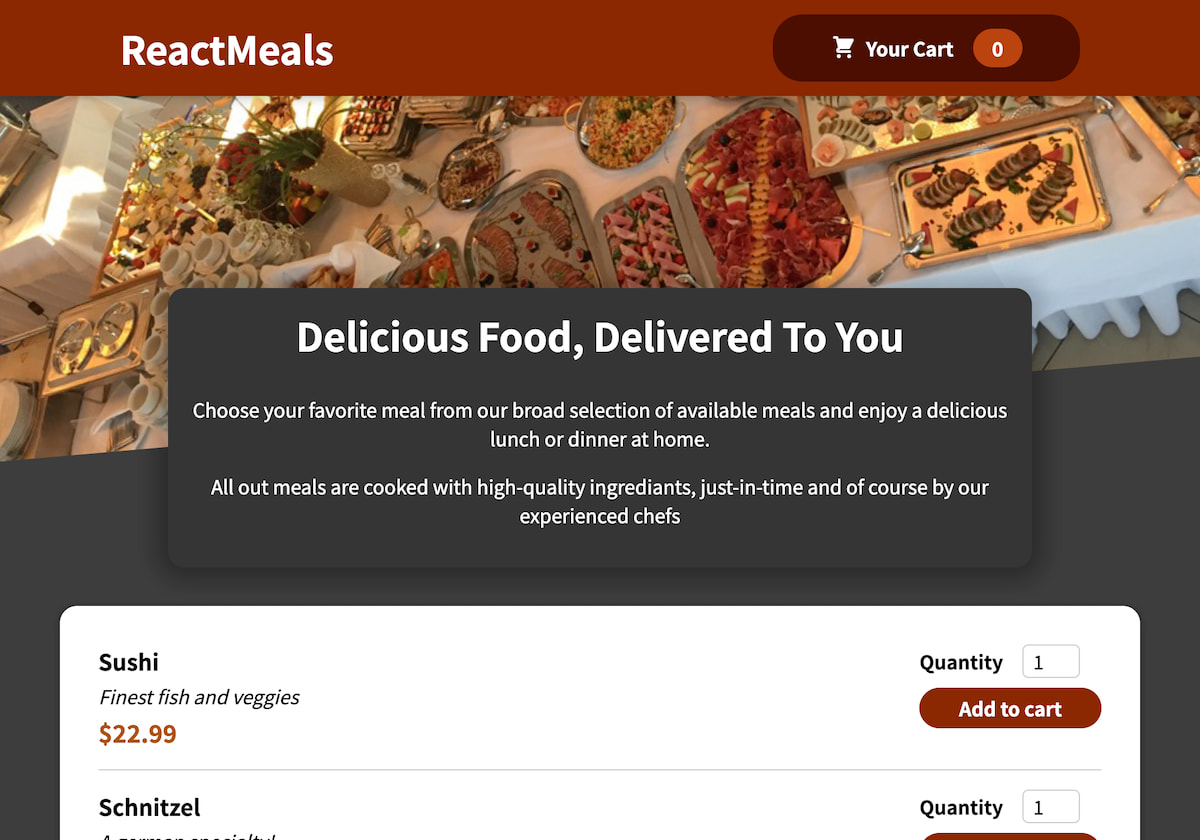 ReactMeals
Your Cart 0
Delicious Food, Delivered To You
Choose your favorite meal from our broad selection of available meals and enjoy a delicious
lunch or dinner at home.
All out meals are cooked with high-quality ingrediants, just-in-time and of course by our
experienced chefs
Sushi
Finest fish and veggies
$22.99
Quantity 1
Add to cart
Schnitzel
A german specialty!
Quantity 1